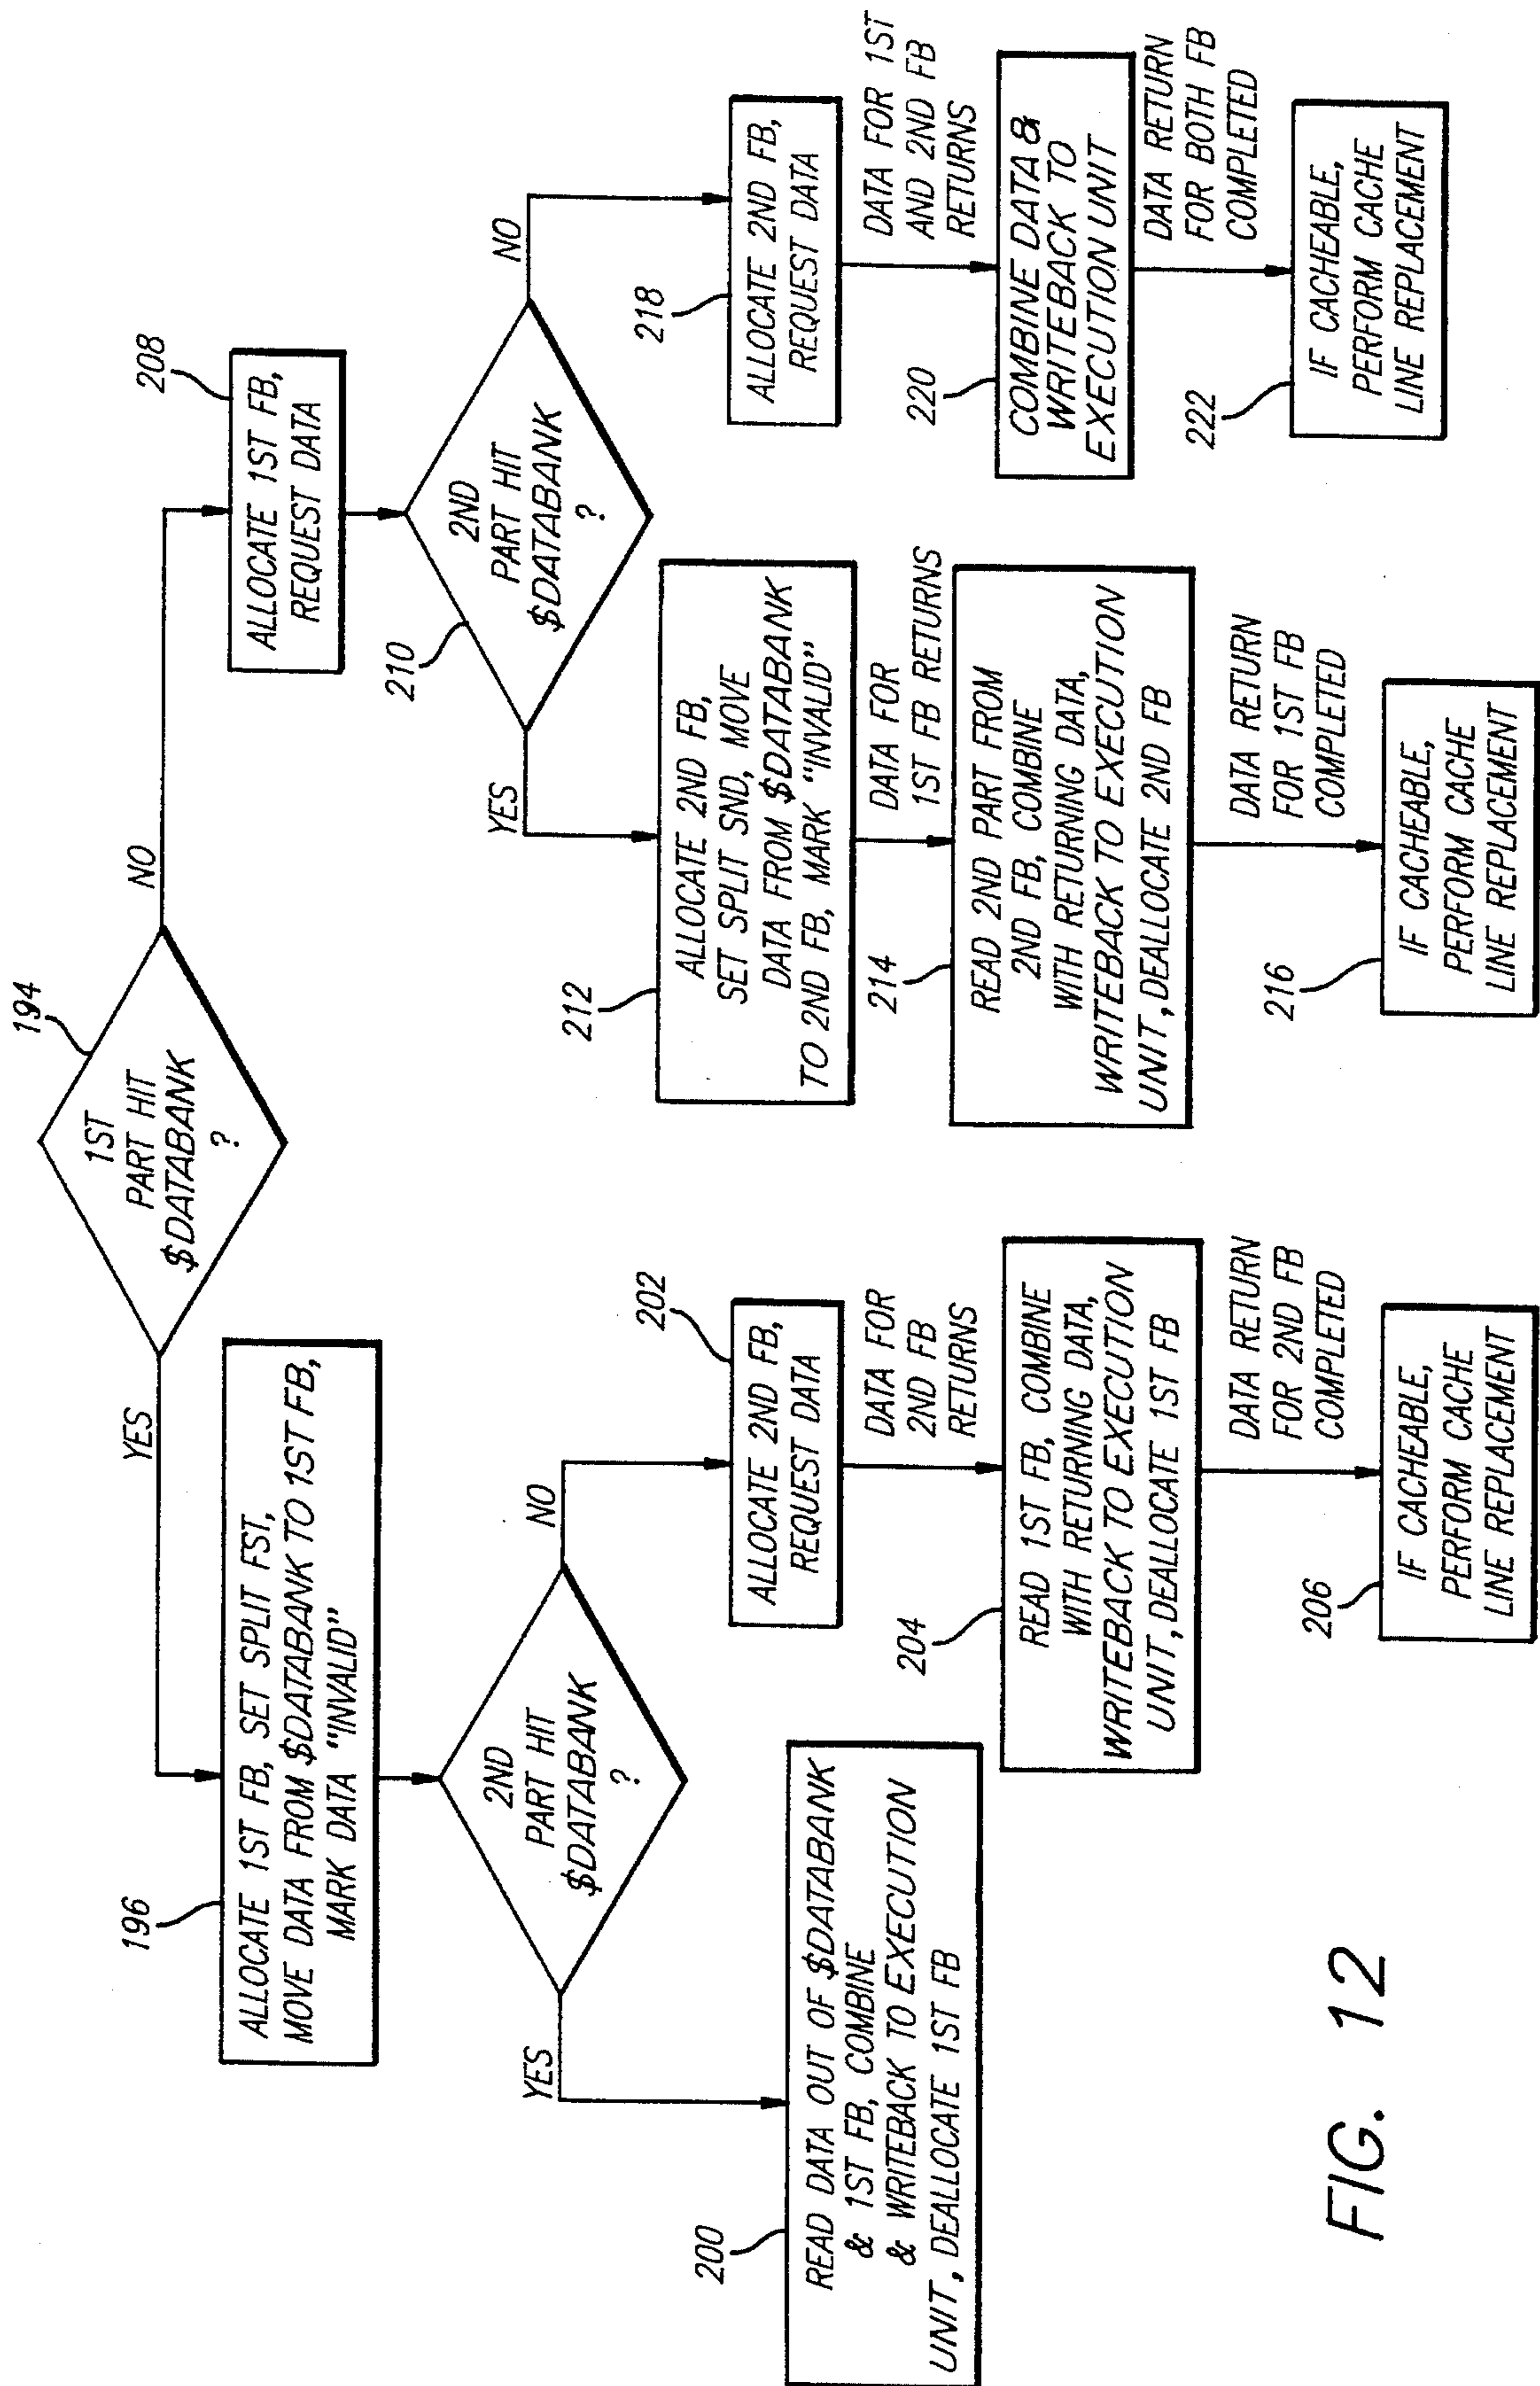 194
1ST
PART HIT
$DATABANK
?
YES
NO
196
ALLOCATE 1ST FB, SET SPLIT FST,
MOVE DATA FROM $DATABANK TO 1ST FB,
MARK DATA "INVALID"
208
ALLOCATE 1ST FB,
REQUEST DATA
2ND
PART HIT
$DATABANK
?
YES
NO
210
2ND
PART HIT
$DATABANK
?
YES
NO
200
READ DATA OUT OF $DATABANK
& 1ST FB, COMBINE
& WRITEBACK TO EXECUTION
UNIT, DEALLOCATE 1ST FB
202
ALLOCATE 2ND FB,
REQUEST DATA
DATA FOR
2ND FB
RETURNS
204
READ 1ST FB, COMBINE
WITH RETURNING DATA,
WRITEBACK TO EXECUTION
UNIT, DEALLOCATE 1ST FB
DATA RETURN
FOR 2ND FB
COMPLETED
206
IF CACHEABLE,
PERFORM CACHE
LINE REPLACEMENT
212
ALLOCATE 2ND FB,
SET SPLIT SND, MOVE
DATA FROM $DATABANK
TO 2ND FB, MARK "INVALID"
DATA FOR
1ST FB RETURNS
214
READ 2ND PART FROM
2ND FB, COMBINE
WITH RETURNING DATA,
WRITEBACK TO EXECUTION
UNIT, DEALLOCATE 2ND FB
DATA RETURN
FOR 1ST FB
COMPLETED
216
IF CACHEABLE,
PERFORM CACHE
LINE REPLACEMENT
218
ALLOCATE 2ND FB,
REQUEST DATA
DATA FOR 1ST
AND 2ND FB
RETURNS
220
COMBINE DATA &
WRITEBACK TO
EXECUTION UNIT
DATA RETURN
FOR BOTH FB
COMPLETED
222
IF CACHEABLE,
PERFORM CACHE
LINE REPLACEMENT
FIG. 12